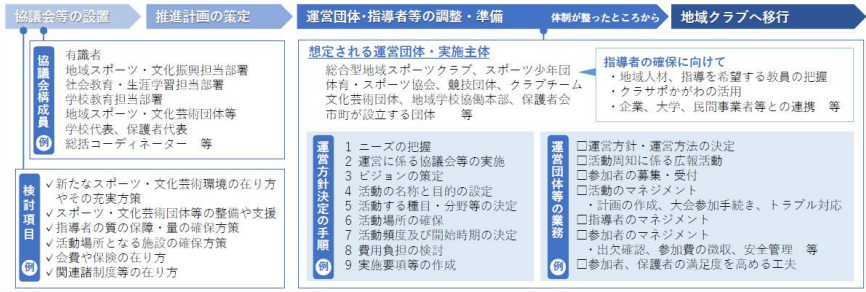 協議会等の設置
推進計画の策定
運営団体・指導者等の調整・準備
体制が整ったところから
地域クラブへ移行
協議会構成員
例
有識者
地域スポーツ・文化振興担当部署
社会教育・生涯学習担当部署
学校教育担当部署
地域スポーツ・文化芸術団体等
学校代表、保護者代表
総括コーディネーター 等
検討項目
例
✓新たなスポーツ・文化芸術環境の在り方
やその充実方策
✓スポーツ・文化芸術団体等の整備や支援
✓指導者の質の保障・量の確保方策
✓活動場所となる施設の確保方策
✓会費や保険の在り方
✓関連諸制度等の在り方
想定される運営団体・実施主体
総合型地域スポーツクラブ、スポーツ少年団
体育・スポーツ協会、競技団体、クラブチーム
文化芸術団体、地域学校協働本部、保護者会
市町が設立する団体 等
指導者の確保に向けて
・地域人材、指導を希望する教員の把握
・クラサポかがわの活用
・企業、大学、民間事業者等との連携 等
運営方針決定の手順
例
1 ニーズの把握
2 運営に係る協議会等の実施
3 ビジョンの策定
4 活動の名称と目的の設定
5 活動する種目・分野等の決定
6 活動場所の確保
7 活動頻度及び開始時期の決定
8 費用負担の検討
9 実施要項等の作成
運営団体等の業務
例
□運営方針・運営方法の決定
□活動周知に係る広報活動
□参加者の募集・受付
□活動のマネジメント
・計画の作成、大会参加手続き、トラブル対応
□指導者のマネジメント
□参加者のマネジメント
・出欠確認、参加費の徴収、安全管理 等
□参加者、保護者の満足度を高める工夫